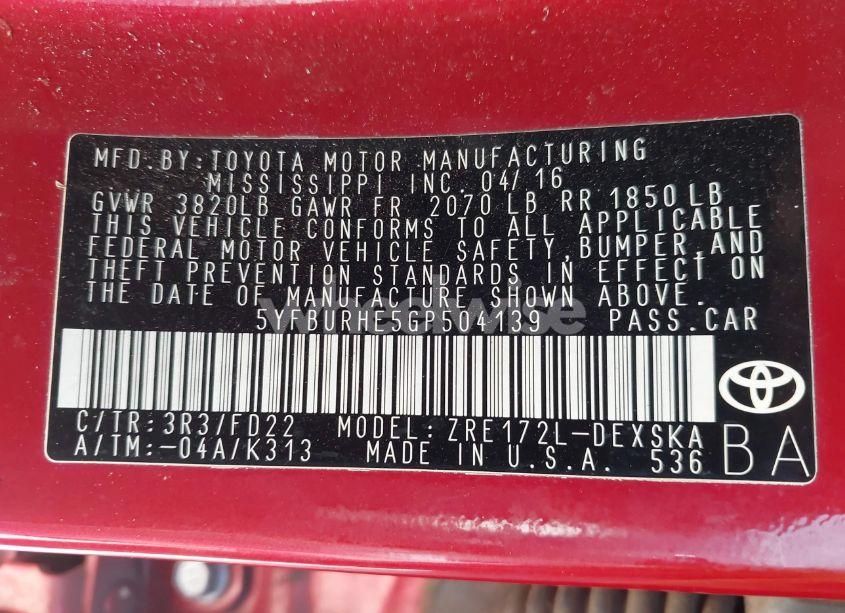 MFD. BY: TOYOTA MOTOR MANUFACTURING
MISSISSIPPI INC. 04/16
GVWR 3820LB GAWR FR 2070 LB RR 1850 LB
THIS VEHICLE CONFORMS TO ALL APPLICABLE
FEDERAL MOTOR VEHICLE SAFETY, BUMPER, AND
THEFT PREVENTION STANDARDS IN EFFECT ON
THE DATE OF MANUFACTURE SHOWN ABOVE.
PASS. CAR
C/TR: 3R3/FD22 MODEL: ZRE172L-DEXSKA
A/TM: -04A/K313 MADE IN U.S.A. 536
BA